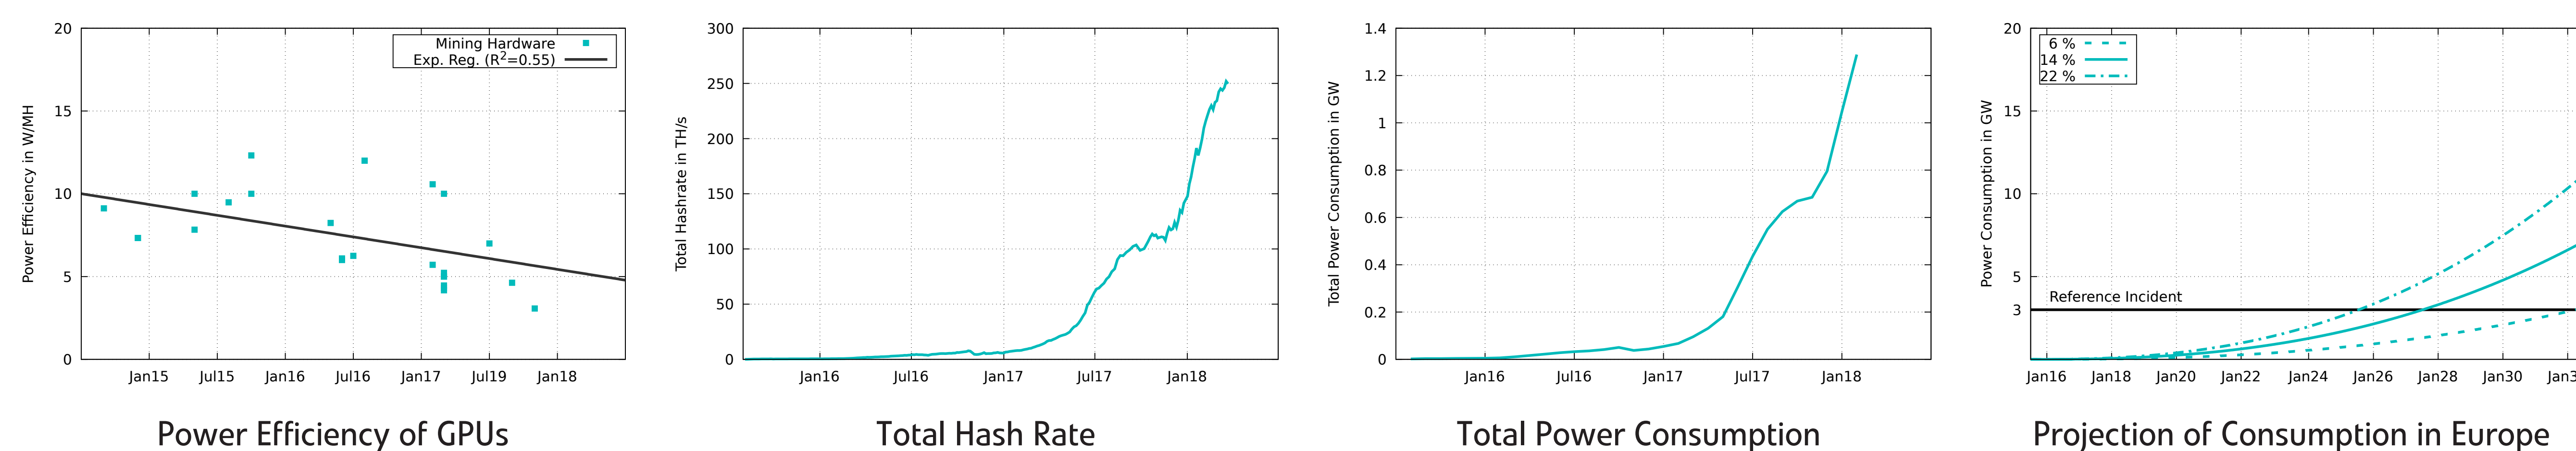 20
15
10
5
0
Power Efficiency in W/MH
Mining Hardware
Exp. Reg. (R²=0.55)
Jan15 Jul15 Jan16 Jul16 Jan17 Jul19 Jan18
Power Efficiency of GPUs
300
250
200
150
100
50
0
Total Hashrate in TH/s
Jan16 Jul16 Jan17 Jul17 Jan18
Total Hash Rate
1.4
1.2
1
0.8
0.6
0.4
0.2
0
Total Power Consumption in GW
Jan16 Jul16 Jan17 Jul17 Jan18
Total Power Consumption
20
15
10
5
3
Power Consumption in GW
6 %
14 %
22 %
Reference Incident
Jan16 Jan18 Jan20 Jan22 Jan24 Jan26 Jan28 Jan30
Projection of Consumption in Europe